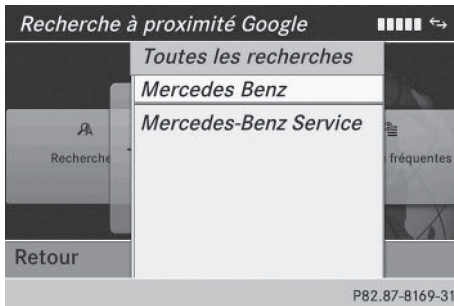 Recherche à proximité Google
Toutes les recherches
Mercedes Benz
Mercedes-Benz Service
Recherche
fréquentes
Retour
P82.87-8169-31